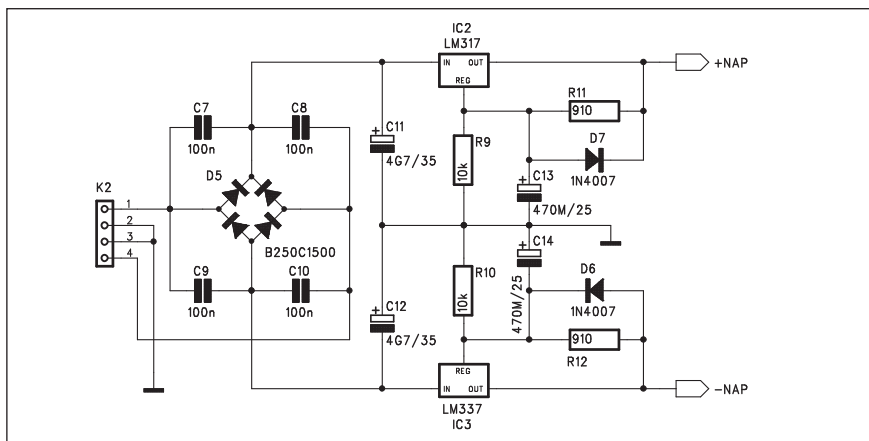 IC2
LM317
IN OUT
REG
+NAP
C7
100n
C8
100n
C11
4G7/35
R9
10k
R11
910
D7
1N4007
C13
470M/25
D5
B250C1500
K2
1
2
3
4
C9
100n
C10
100n
C12
4G7/35
R10
10k
C14
470M/25
D6
1N4007
910
R12
REG
IN OUT
LM337
IC3
-NAP